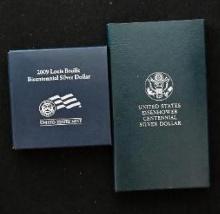 2009 Louis Braille
Bicentennial Silver Dollar
UNITED STATES MINT
UNITED STATES
EISENHOWER
CENTENNIAL
SILVER DOLLAR